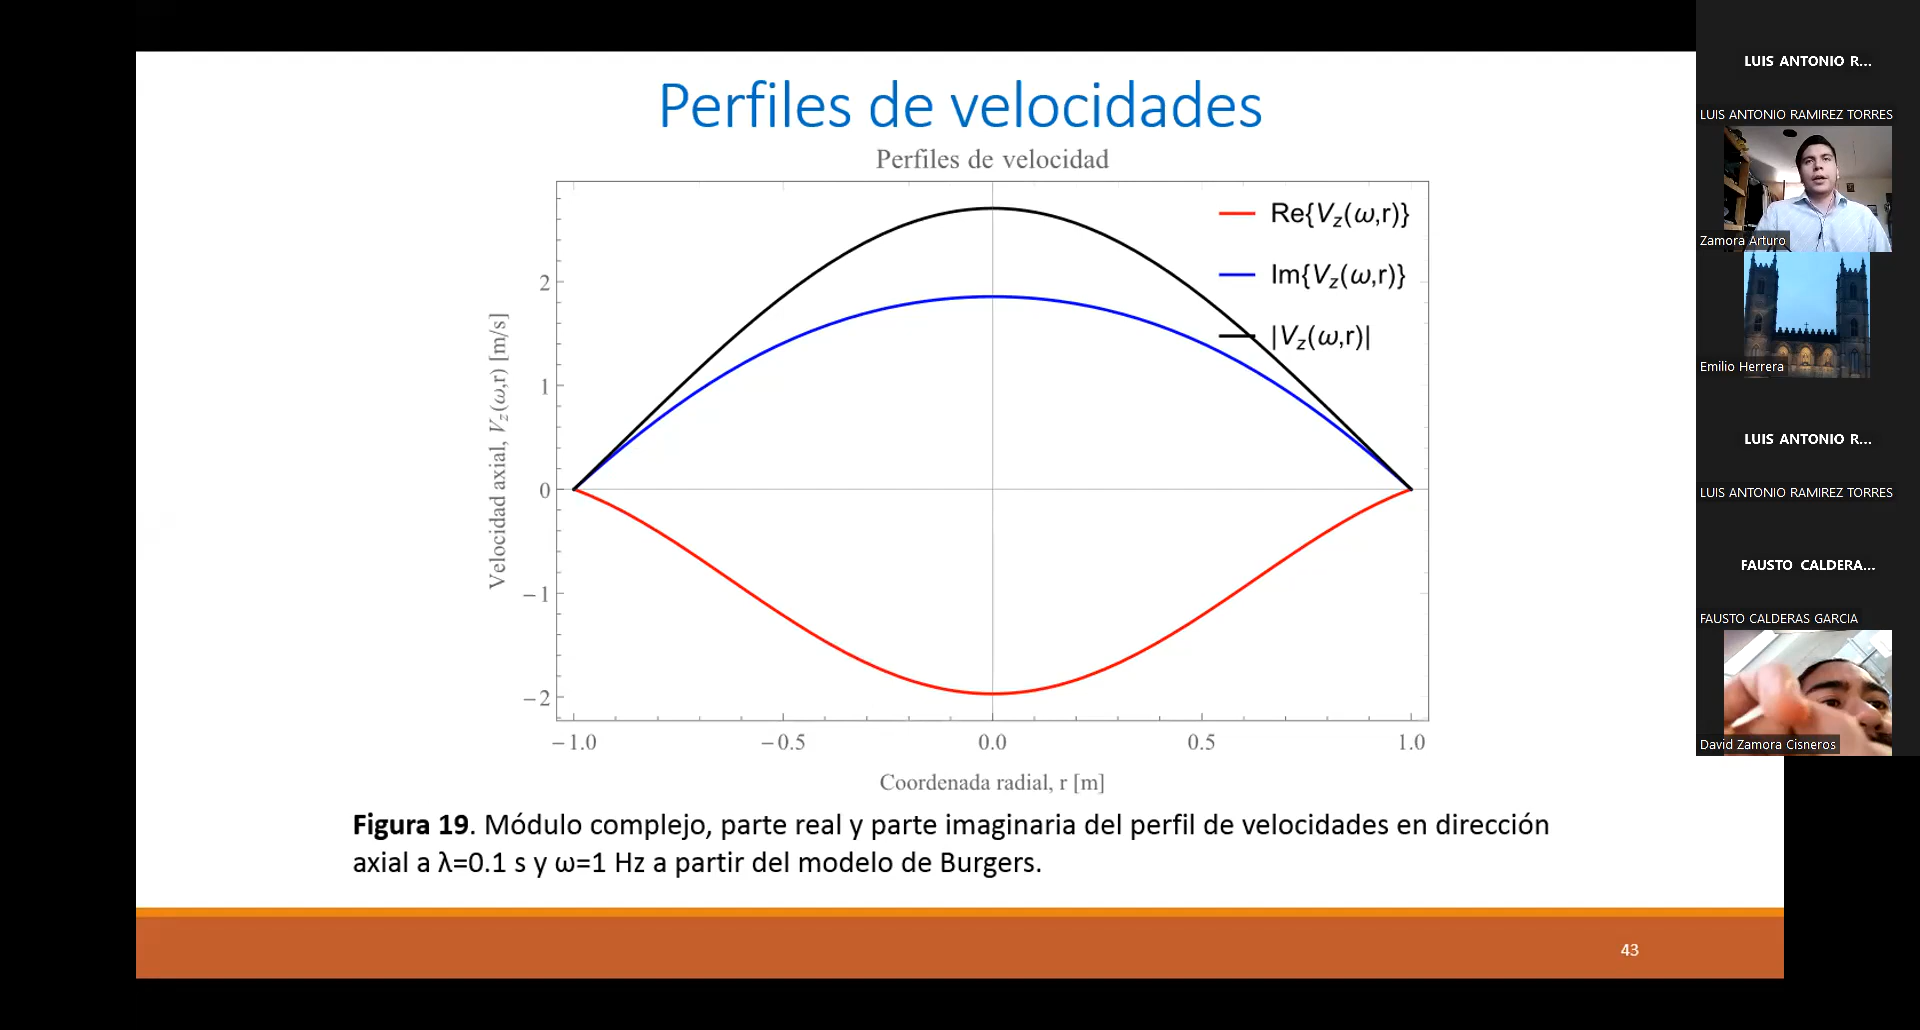 Perfiles de velocidades
Perfiles de velocidad
Re{Vz(ω,r)}
Im{Vz(ω,r)}
|Vz(ω,r)|
Velocidad axial, Vz(ω,r) [m/s]
2
1
0
−1
−2
−1.0
−0.5
0.0
0.5
1.0
Coordenada radial, r [m]
Figura 19. Módulo complejo, parte real y parte imaginaria del perfil de velocidades en dirección
axial a λ=0.1 s y ω=1 Hz a partir del modelo de Burgers.
43
LUIS ANTONIO R...
LUIS ANTONIO RAMIREZ TORRES
Zamora Arturo
Emilio Herrera
LUIS ANTONIO R...
LUIS ANTONIO RAMIREZ TORRES
FAUSTO CALDERA...
FAUSTO CALDERAS GARCIA
David Zamora Cisneros